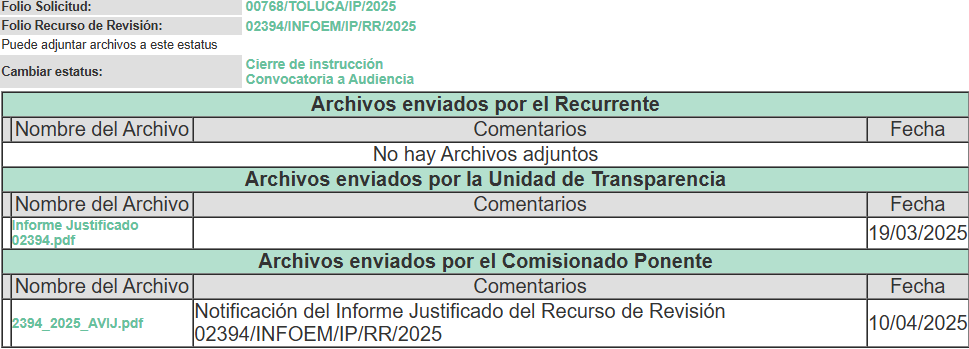 Folio Solicitud: 00768/TOLUCA/IP/2025
Folio Recurso de Revisión: 02394/INFOEM/IP/RR/2025
Puede adjuntar archivos a este estatus
Cambiar estatus: Cierre de instrucción
Convocatoria a Audiencia
Archivos enviados por el Recurrente
Nombre del Archivo Comentarios Fecha
No hay Archivos adjuntos
Archivos enviados por la Unidad de Transparencia
Nombre del Archivo Comentarios Fecha
Informe Justificado
02394.pdf 19/03/2025
Archivos enviados por el Comisionado Ponente
Nombre del Archivo Comentarios Fecha
2394_2025_AVIJ.pdf Notificación del Informe Justificado del Recurso de Revisión
02394/INFOEM/IP/RR/2025 10/04/2025